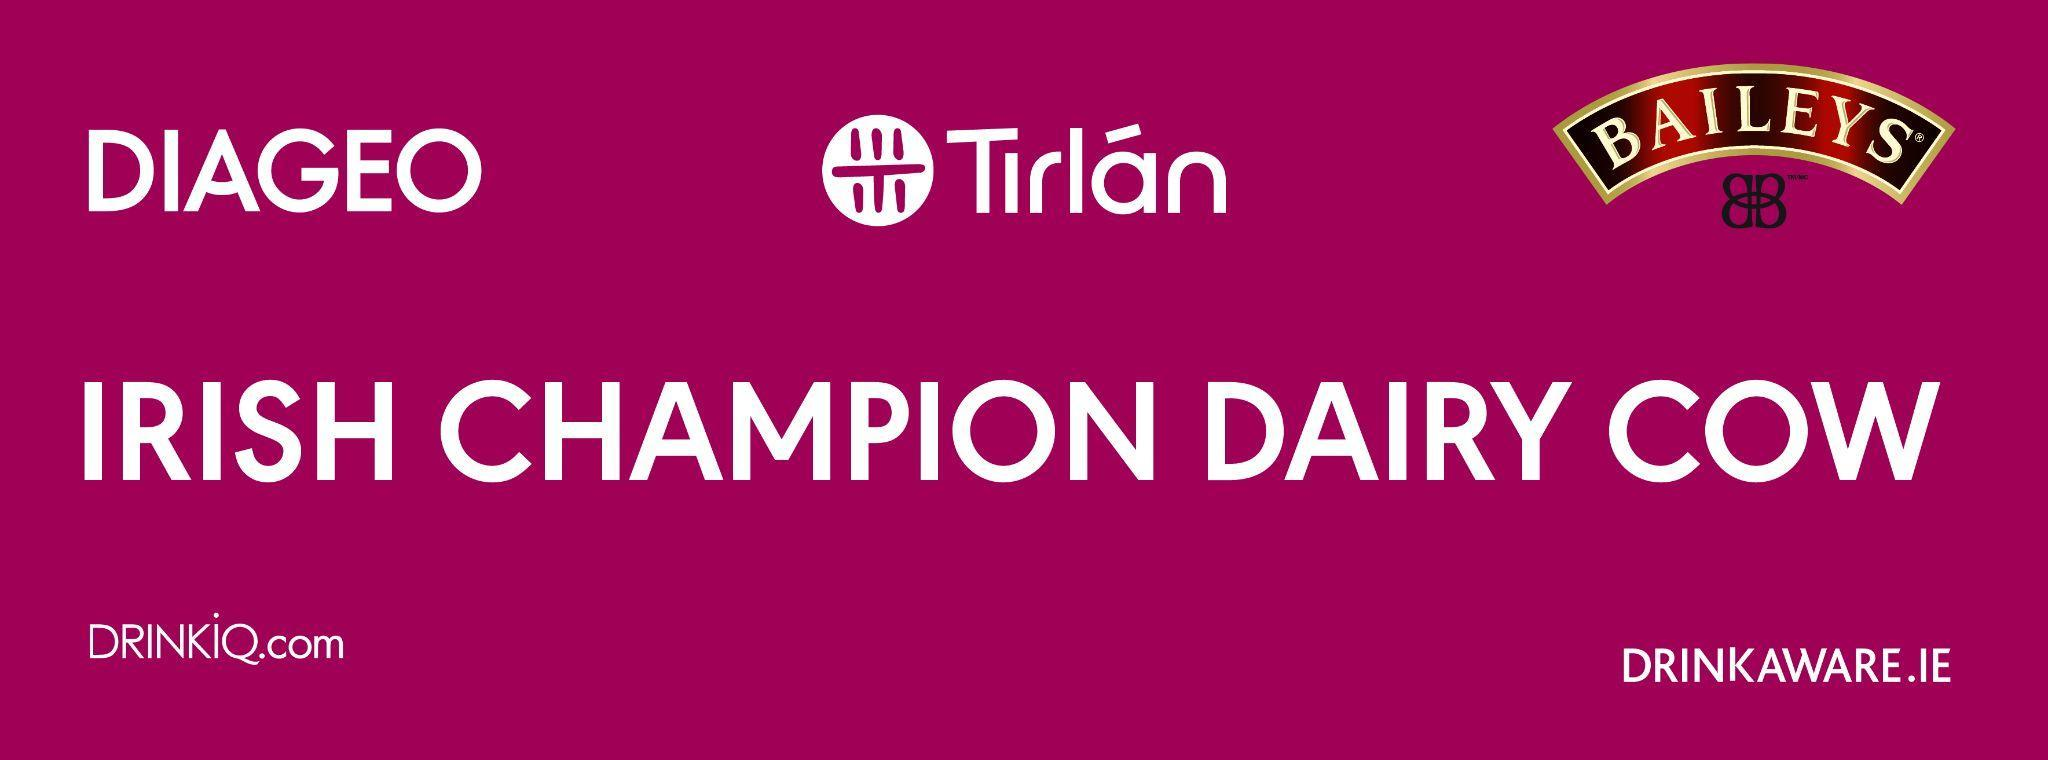 DIAGEO
Tirlán
BAILEYS®
IRISH CHAMPION DAIRY COW
DRINKiQ.com
DRINKAWARE.IE